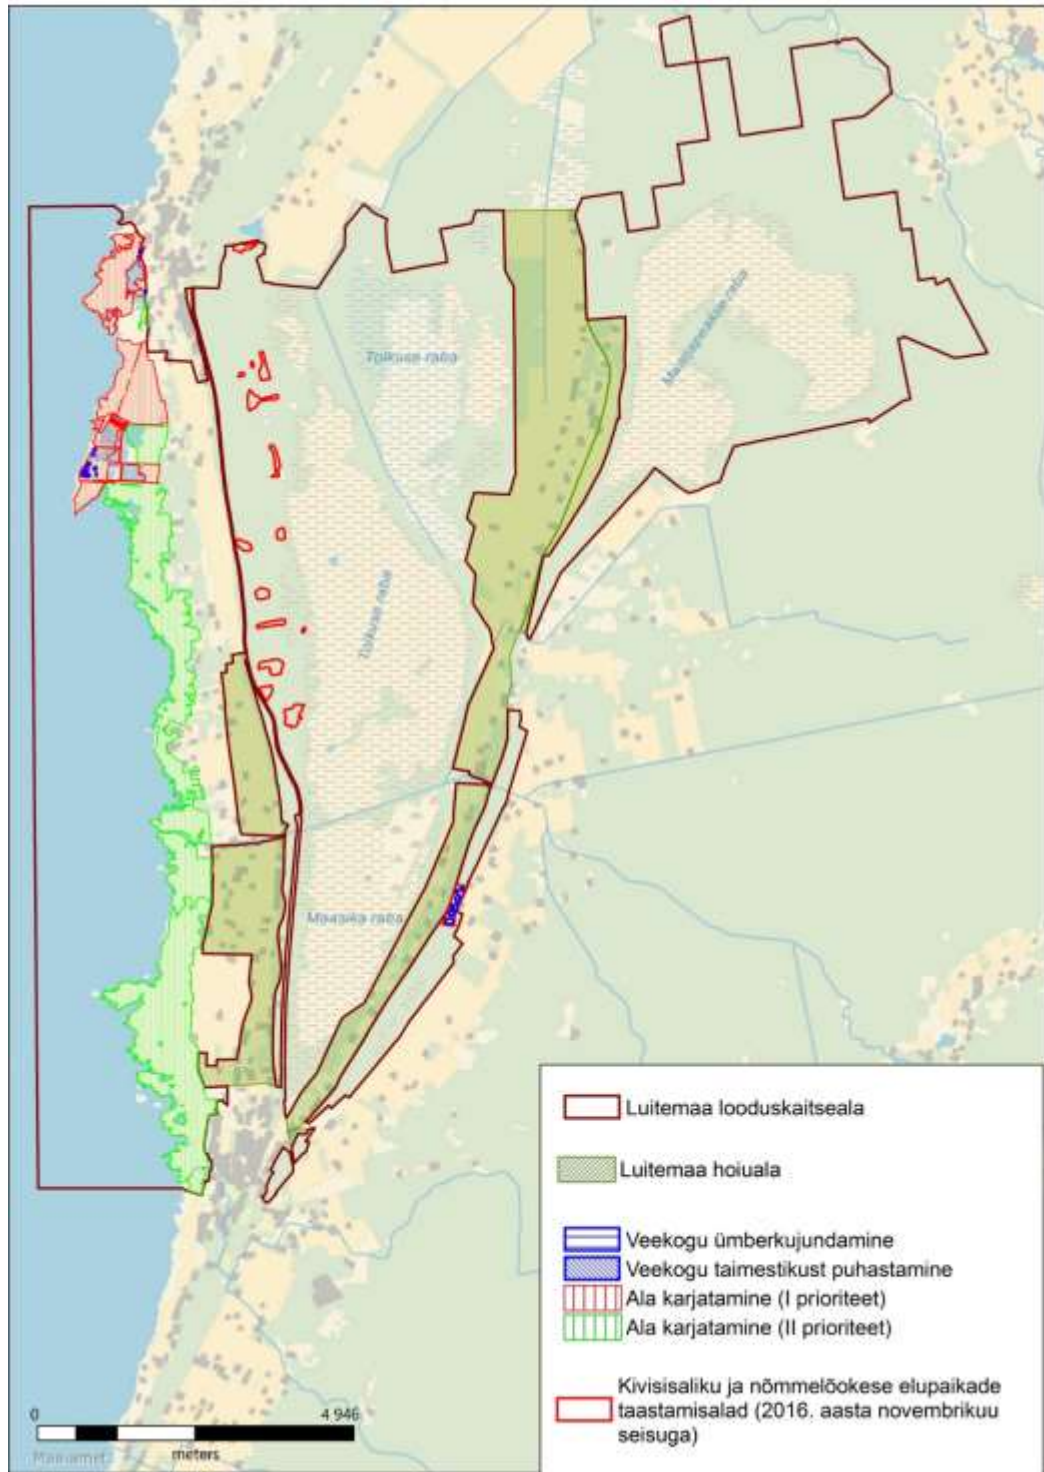 Tolkuse raba
Maarjapeakse raba
Tolkuse raba
Maasika raba
Luitemaa looduskaitseala
Luitemaa hoiuala
Veekogu ümberkujundamine
Veekogu taimestikust puhastamine
Ala karjatamine (I prioriteet)
Ala karjatamine (II prioriteet)
Kivisisaliku ja nõmmelõokese elupaikade
taastamisalad (2016. aasta novembrikuu
seisuga)
0 4 946
Maa-amet
meters